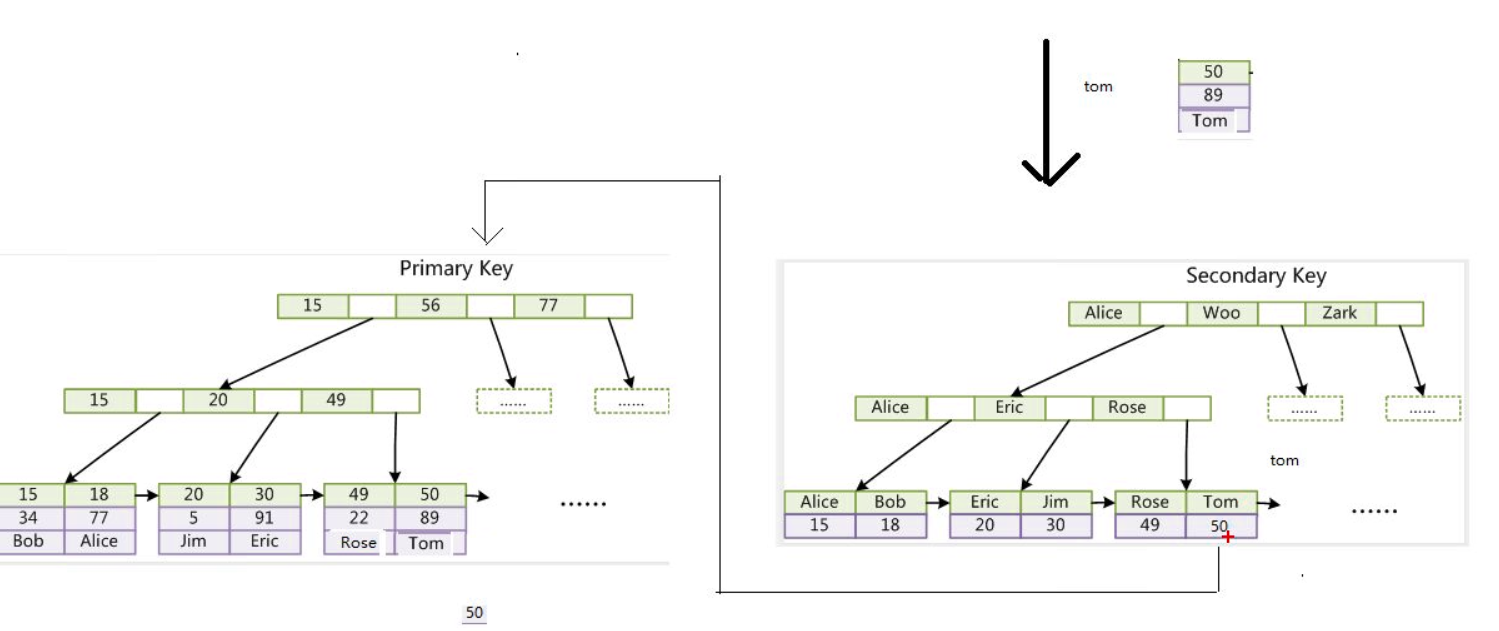 50
tom
89
Tom
Primary Key
15 56 77
15 20 49
...... ......
15 18 20 30 49 50
34 77 5 91 22 89
Bob Alice Jim Eric Rose Tom
......
50
Secondary Key
Alice Woo Zark
Alice Eric Rose
...... ......
tom
Alice Bob Eric Jim Rose Tom
15 18 20 30 49 50
......